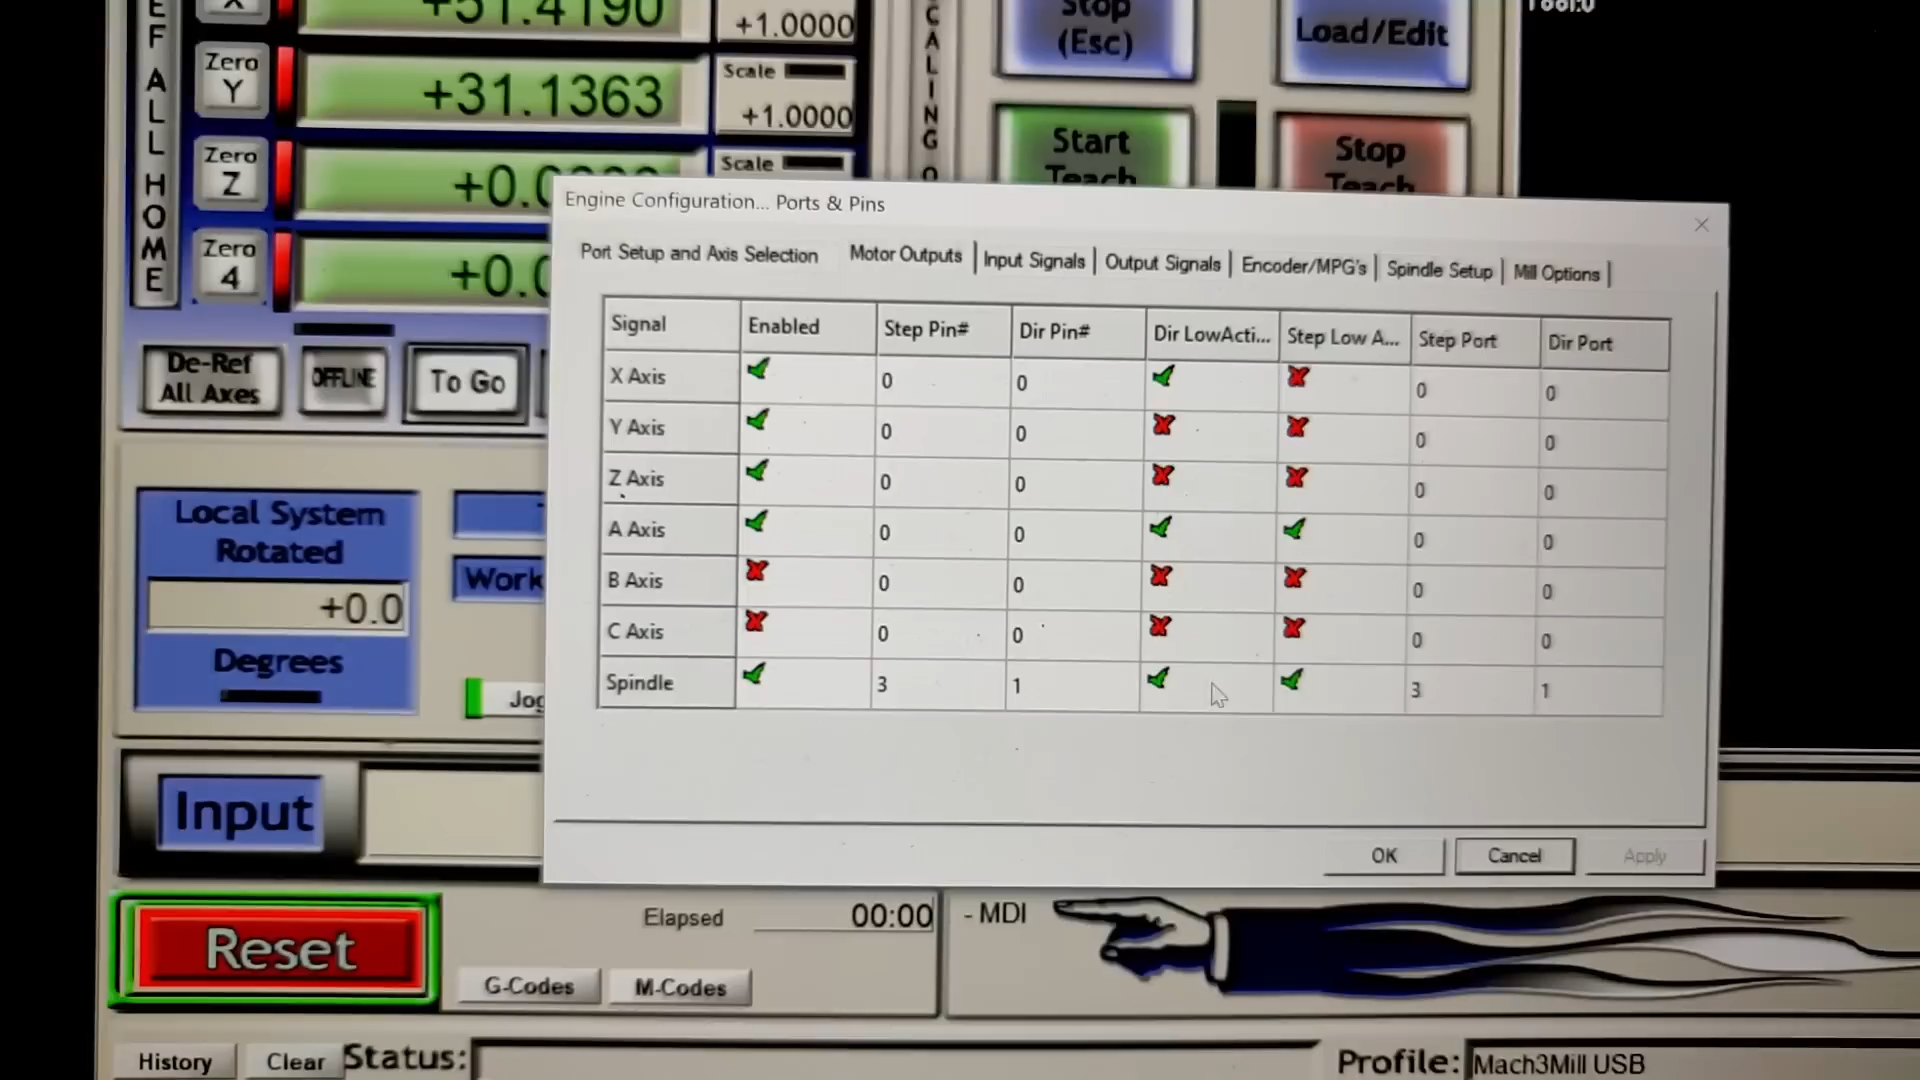 +51.4190
+1.0000
Stop
(Esc)
Load/Edit
Tool:0
REF ALL HOME
Zero
Y
+31.1363
Scale
+1.0000
Start
Teach
Stop
Teach
Zero
Z
Scale
Zero
4
De-Ref
All Axes
OFFLINE
To Go
Engine Configuration... Ports & Pins
Port Setup and Axis Selection Motor Outputs Input Signals Output Signals Encoder/MPG's Spindle Setup Mill Options
Signal Enabled Step Pin# Dir Pin# Dir LowActi... Step Low A... Step Port Dir Port
X Axis 0 0 0 0
Y Axis 0 0 0 0
Z Axis 0 0 0 0
A Axis 0 0 0 0
B Axis 0 0 0 0
C Axis 0 0 0 0
Spindle 3 1 3 1
OK Cancel Apply
Local System
Rotated
+0.0
Degrees
Work
Input
Reset
Elapsed 00:00
- MDI
G-Codes M-Codes
History Clear Status:
Profile: Mach3Mill USB